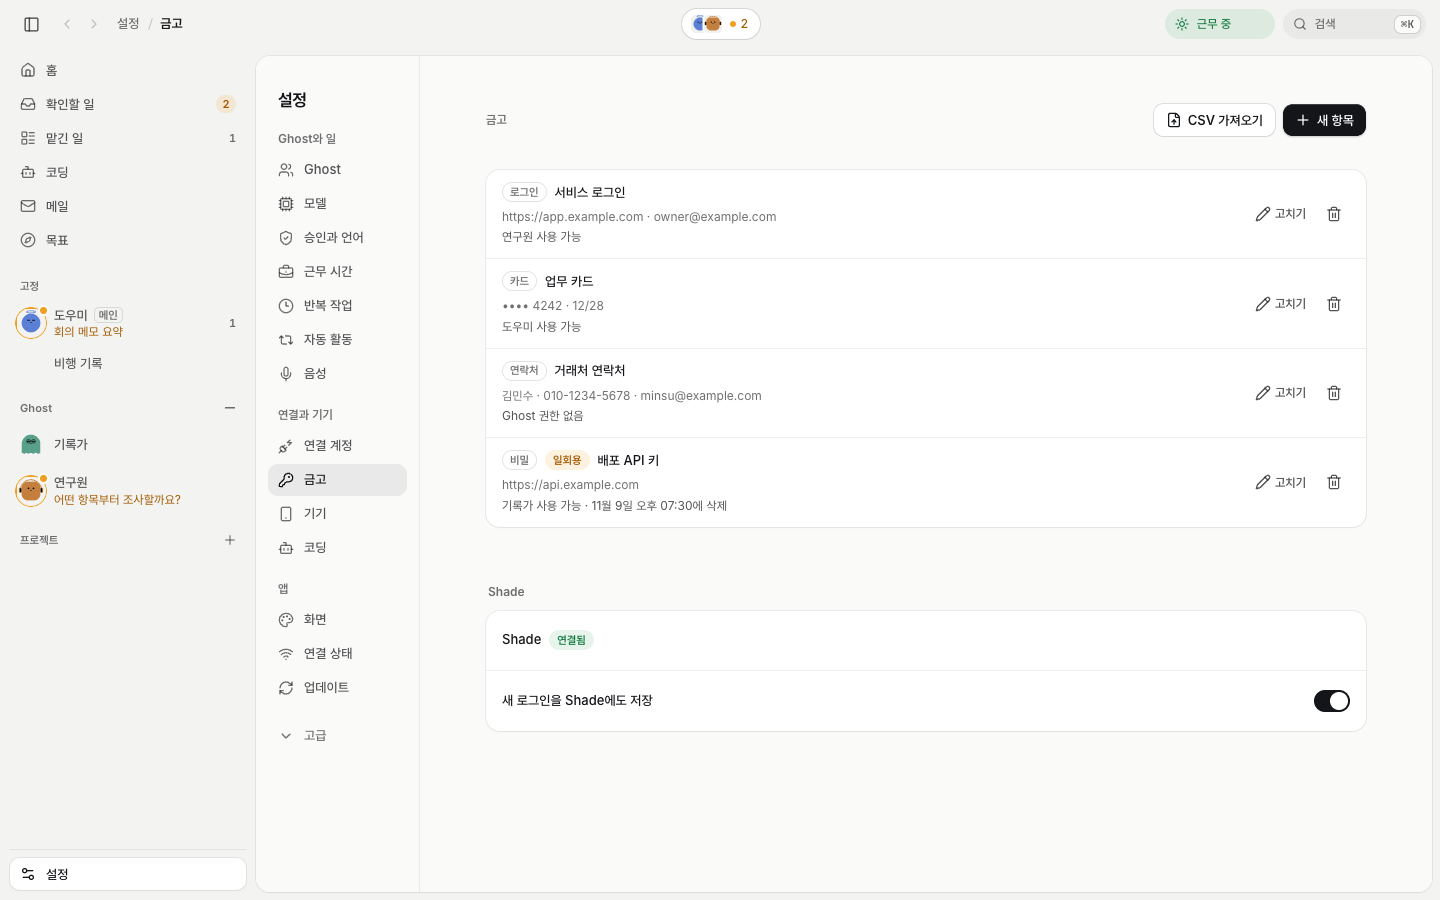 설정 / 금고
2
근무 중
검색
⌘K
홈
확인할 일
2
맡긴 일
1
코딩
메일
목표
고정
도우미 메인
회의 메모 요약
1
비행 기록
Ghost
기록가
연구원
어떤 항목부터 조사할까요?
프로젝트
설정
설정
Ghost와 일
Ghost
모델
승인과 언어
근무 시간
반복 작업
자동 활동
음성
연결과 기기
연결 계정
금고
기기
코딩
앱
화면
연결 상태
업데이트
고급
금고
CSV 가져오기
새 항목
로그인 서비스 로그인
https://app.example.com · owner@example.com
연구원 사용 가능
고치기
카드 업무 카드
•••• 4242 · 12/28
도우미 사용 가능
고치기
연락처 거래처 연락처
김민수 · 010-1234-5678 · minsu@example.com
Ghost 권한 없음
고치기
비밀 일회용 배포 API 키
https://api.example.com
기록가 사용 가능 · 11월 9일 오후 07:30에 삭제
고치기
Shade
Shade 연결됨
새 로그인을 Shade에도 저장